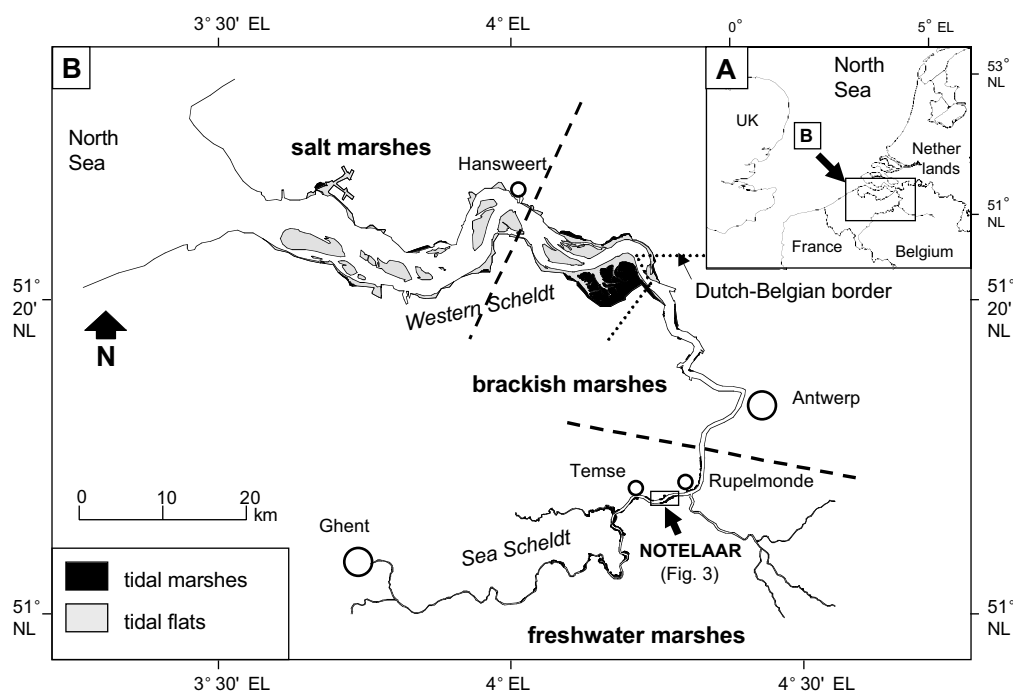 3° 30' EL
4° EL
0°
5° EL
B
A
North
Sea
53°
NL
North
Sea
UK
salt marshes
Hansweert
B
Nether
lands
51°
NL
France
Belgium
51°
20'
NL
Western Scheldt
Dutch-Belgian border
51°
20'
NL
N
brackish marshes
Antwerp
Temse
Rupelmonde
0
10
20
km
Ghent
Sea Scheldt
NOTELAAR
(Fig. 3)
tidal marshes
tidal flats
51°
NL
51°
NL
freshwater marshes
3° 30' EL
4° EL
4° 30' EL